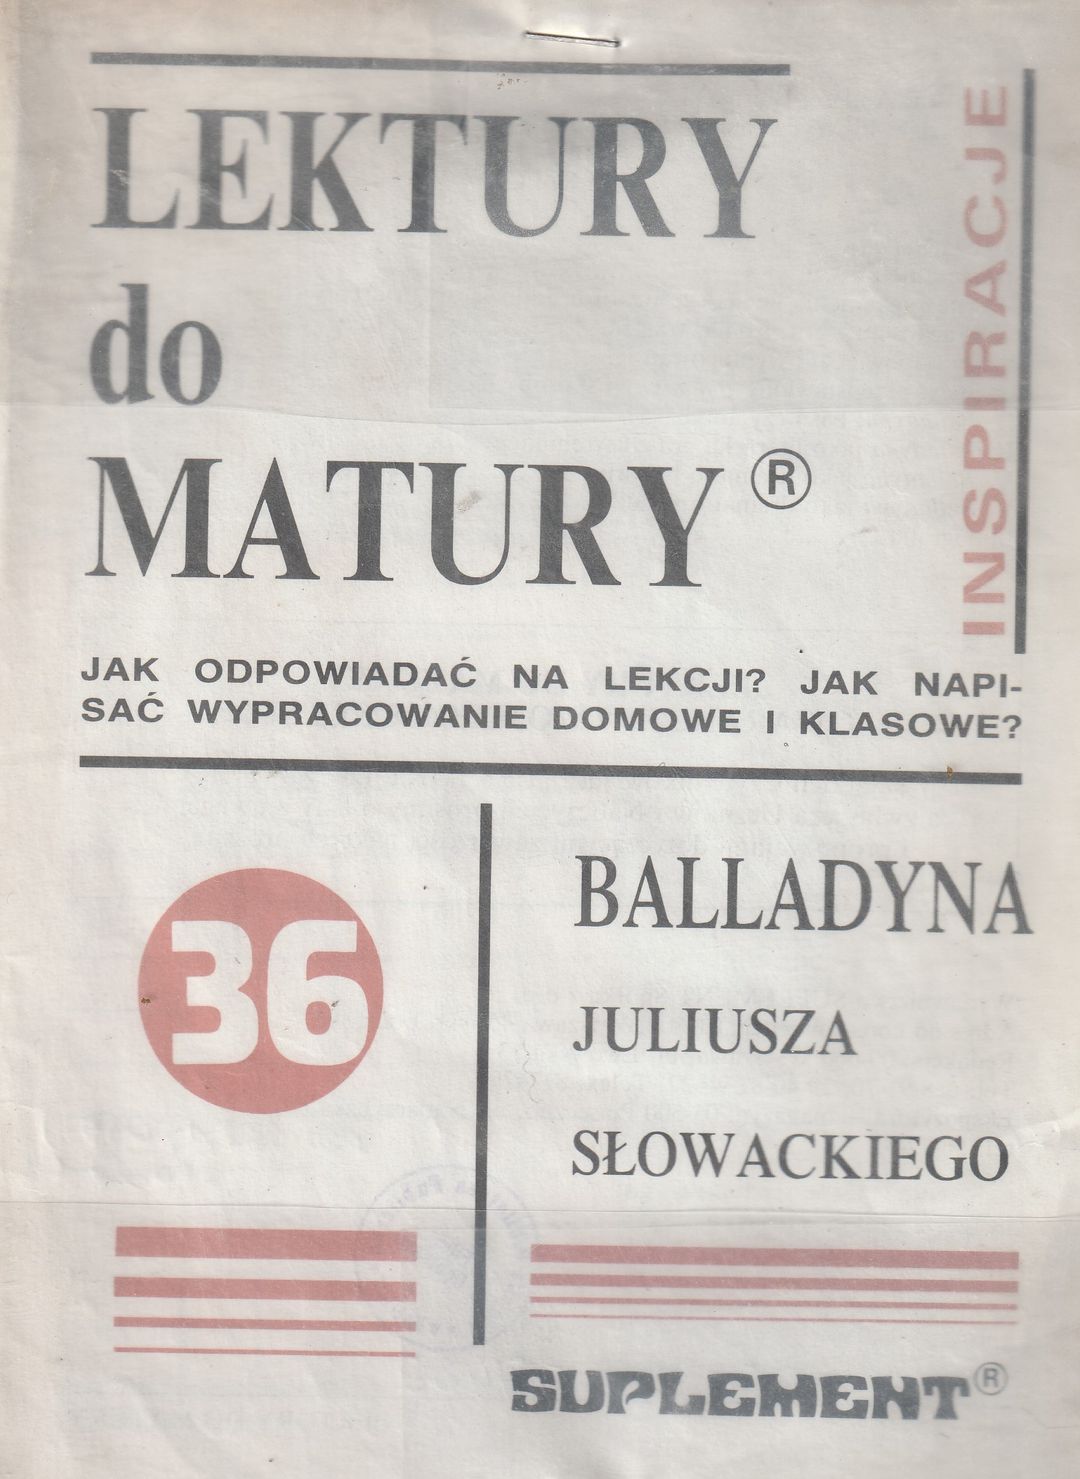 LEKTURY
do
MATURY ®
INSPIRACJE
JAK ODPOWIADAĆ NA LEKCJI? JAK NAPI-
SAĆ WYPRACOWANIE DOMOWE I KLASOWE?
36
BALLADYNA
JULIUSZA
SŁOWACKIEGO
SUPLEMENT ®